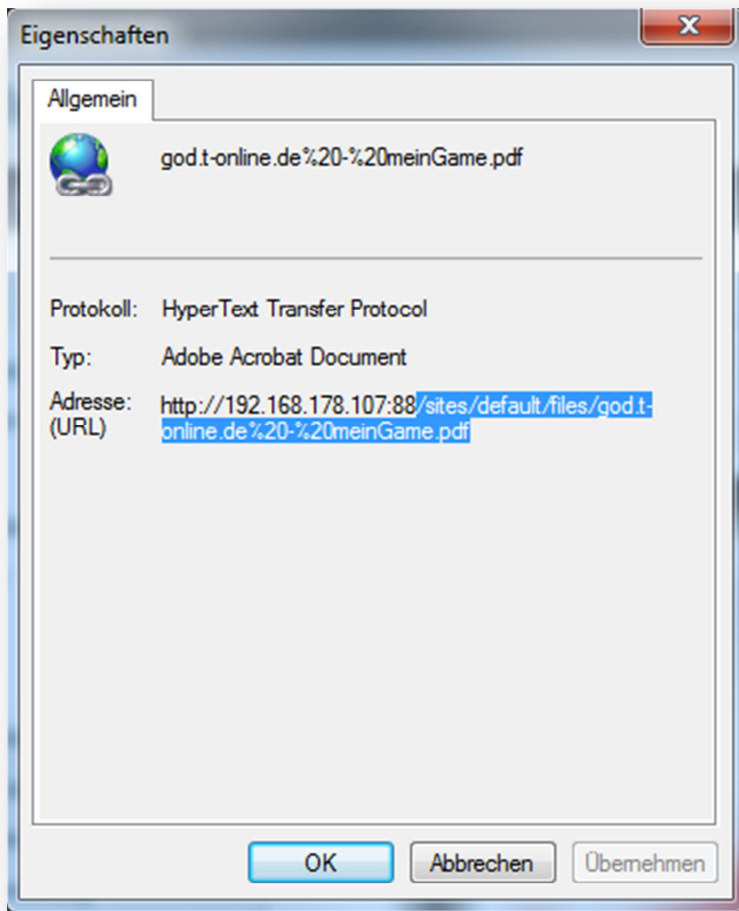 Eigenschaften
Allgemein
god.t-online.de%20-%20meinGame.pdf
Protokoll: HyperText Transfer Protocol
Typ: Adobe Acrobat Document
Adresse: http://192.168.178.107:88/sites/default/files/god.t-
(URL) online.de%20-%20meinGame.pdf
OK Abbrechen Übernehmen